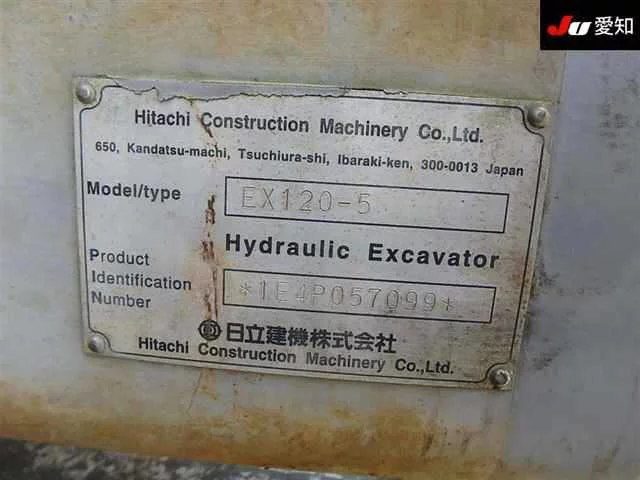 Ju 愛知
Hitachi Construction Machinery Co.,Ltd.
650, Kandatsu-machi, Tsuchiura-shi, Ibaraki-ken, 300-0013 Japan
Model/type EX120-5
Hydraulic Excavator
Product
Identification
Number *1E4P057099*
日立建機株式会社
Hitachi Construction Machinery Co.,Ltd.